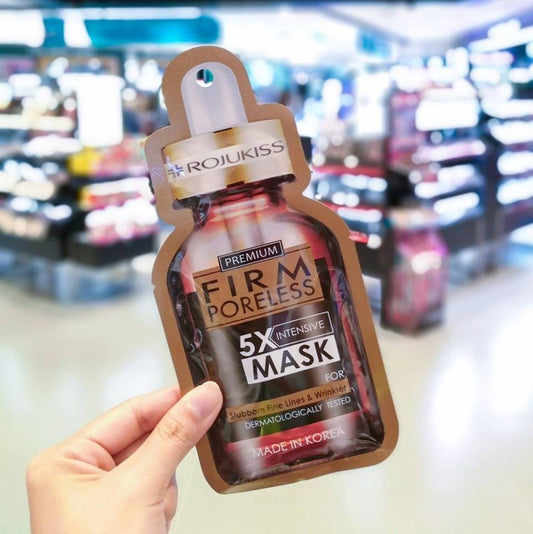 ROJUKISS
PREMIUM
FIRM
PORELESS
5X INTENSIVE
MASK
FOR
Stubborn Fine Lines & Wrinkles
DERMATOLOGICALLY TESTED
MADE IN KOREA